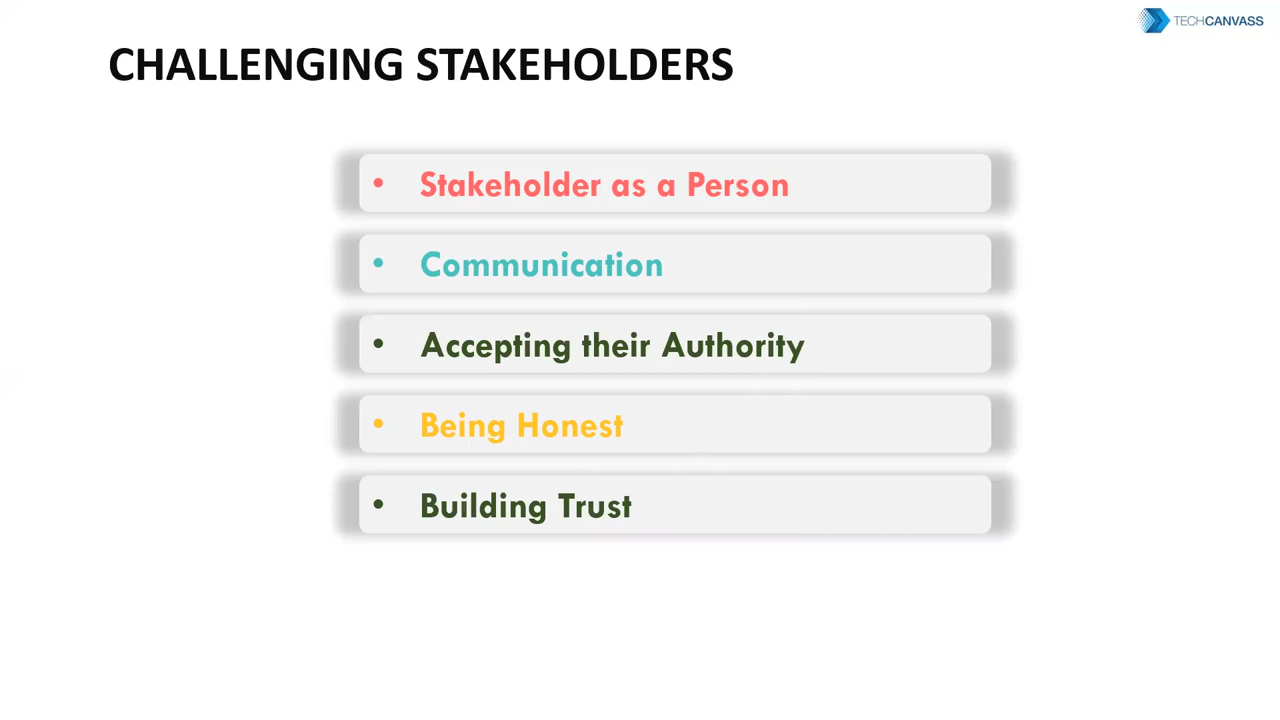 TECHCANVASS
CHALLENGING STAKEHOLDERS
• Stakeholder as a Person
• Communication
• Accepting their Authority
• Being Honest
• Building Trust